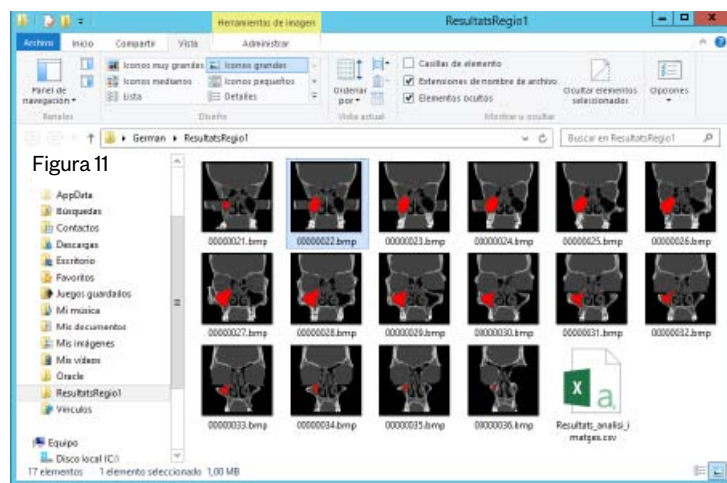 Herramientas de imagen
ResultatsRegio1
Archivo Inicio Compartir Vista Administrar
Panel de navegación
Iconos muy grandes
Iconos grandes
Iconos medianos
Iconos pequeños
Lista
Detalles
Ordenar por
Casillas de elemento
Extensiones de nombre de archivo
Elementos ocultos
Ocultar elementos seleccionados
Opciones
Paneles
Diseño
Vista actual
Mostrar u ocultar
German ResultatsRegio1
Buscar en ResultatsRegio1
Figura 11
AppData
Búsquedas
Contactos
Descargas
Escritorio
Favoritos
Juegos guardados
Mi música
Mis documentos
Mis imágenes
Mis vídeos
Oracle
ResultatsRegio1
Vínculos
Equipo
Disco local (C:)
00000021.bmp
00000022.bmp
00000023.bmp
00000024.bmp
00000025.bmp
00000026.bmp
00000027.bmp
00000028.bmp
00000029.bmp
00000030.bmp
00000031.bmp
00000032.bmp
00000033.bmp
00000034.bmp
00000035.bmp
00000036.bmp
X a,
Resultats_analisi_i
matges.csv
17 elementos 1 elemento seleccionado 1,00 MB